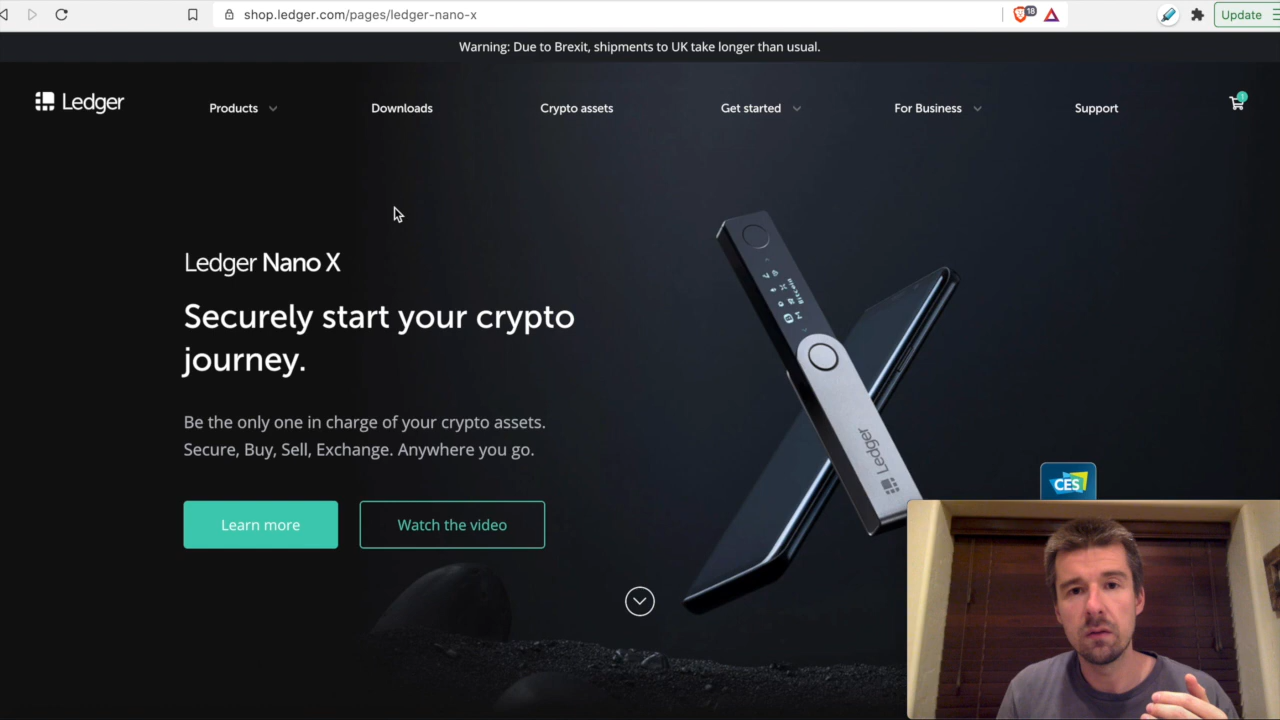 shop.ledger.com/pages/ledger-nano-x
18
Update
Warning: Due to Brexit, shipments to UK take longer than usual.
Ledger
Products
Downloads
Crypto assets
Get started
For Business
Support
1
Ledger Nano X
Securely start your crypto
journey.
Be the only one in charge of your crypto assets.
Secure, Buy, Sell, Exchange. Anywhere you go.
Learn more
Watch the video
Bitcoin
Ledger
CES